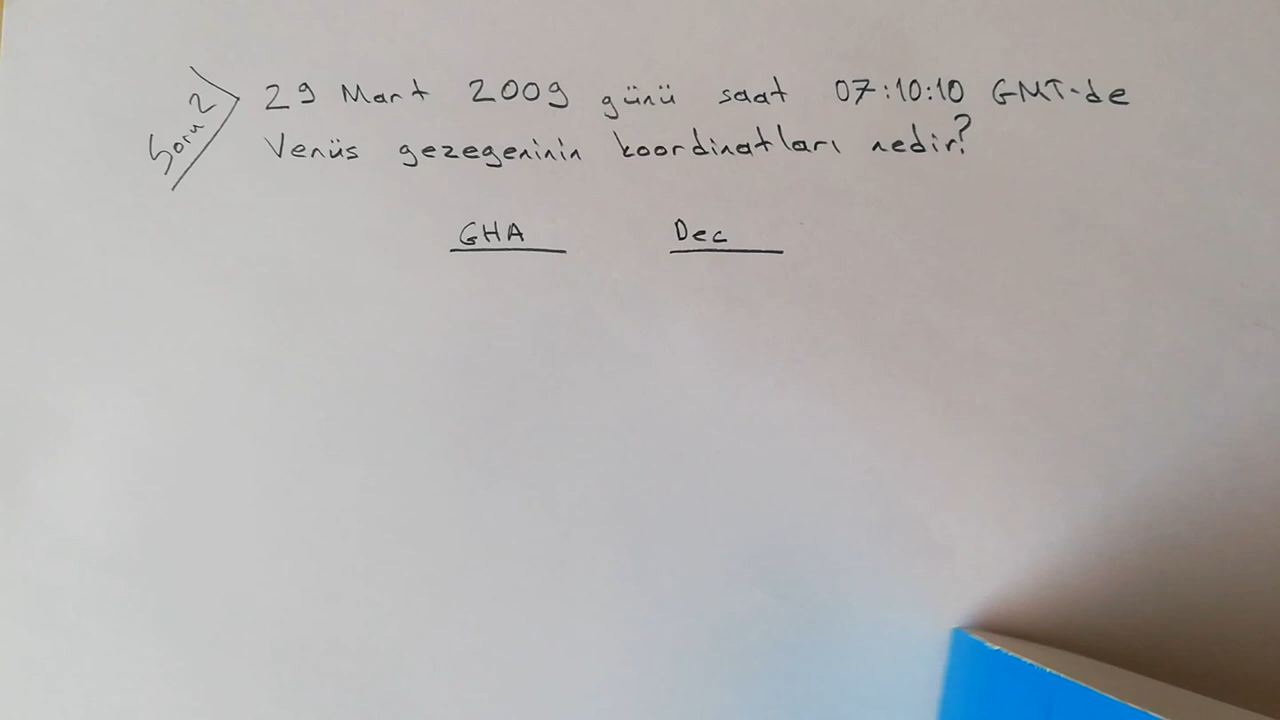 Soru 2
29 Mart 2009 günü saat 07:10:10 GMT-de
Venüs gezegeninin koordinatları nedir?
GHA Dec